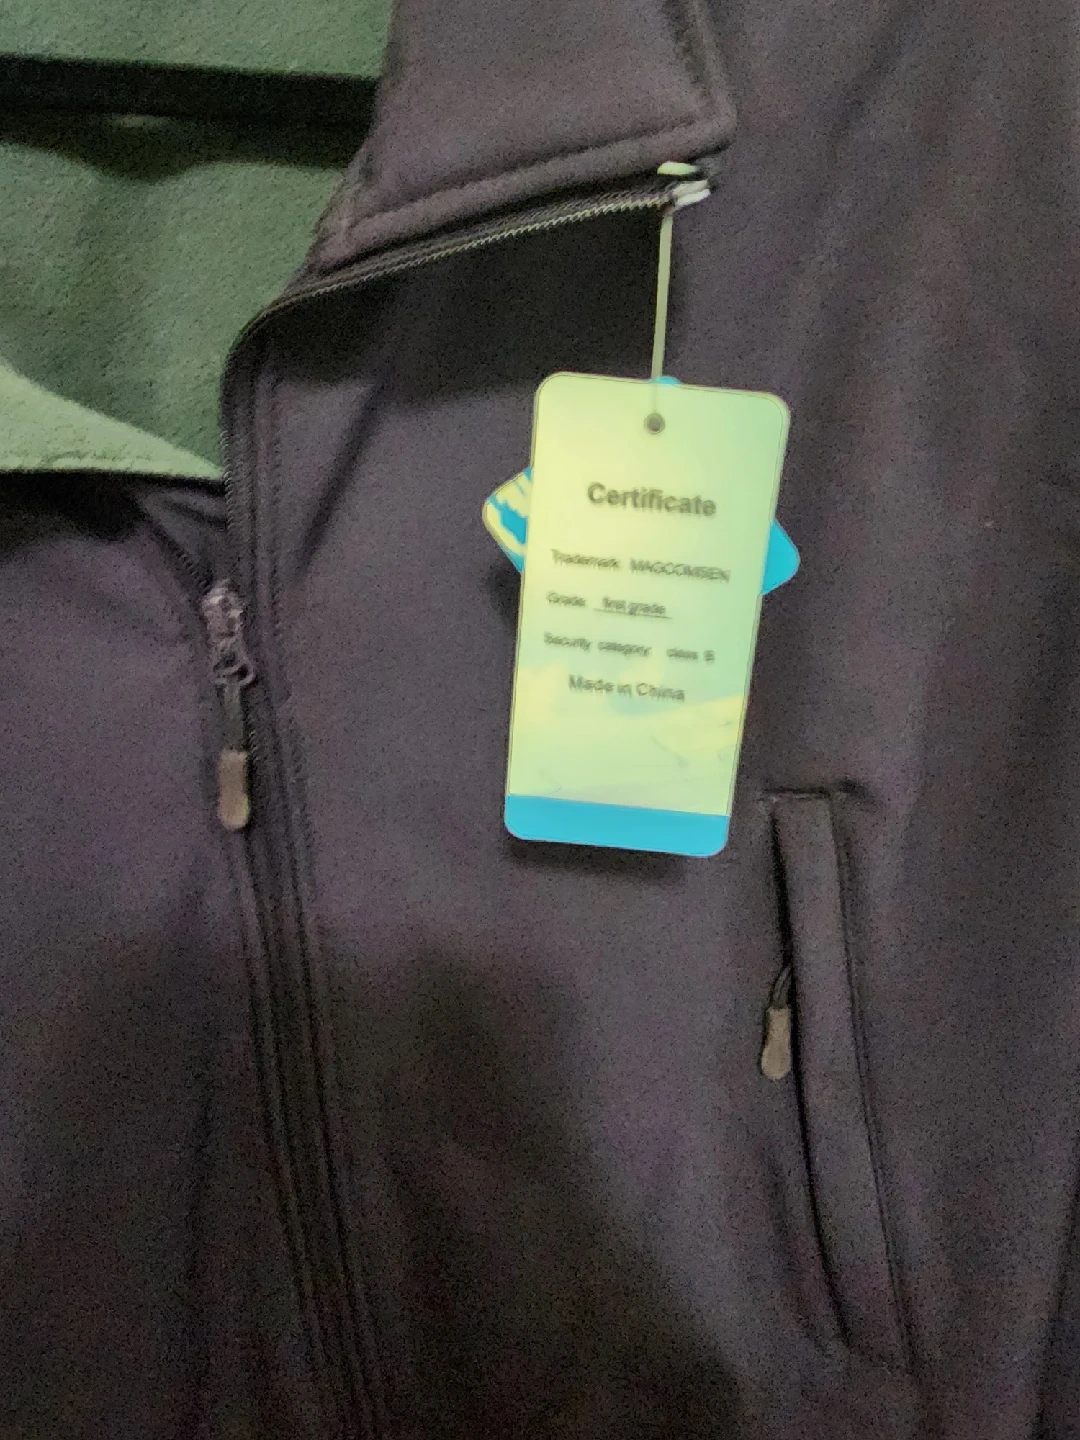 Certificate
Trademark MAGCOMSEN
Grade first grade
Security category class B
Made in China